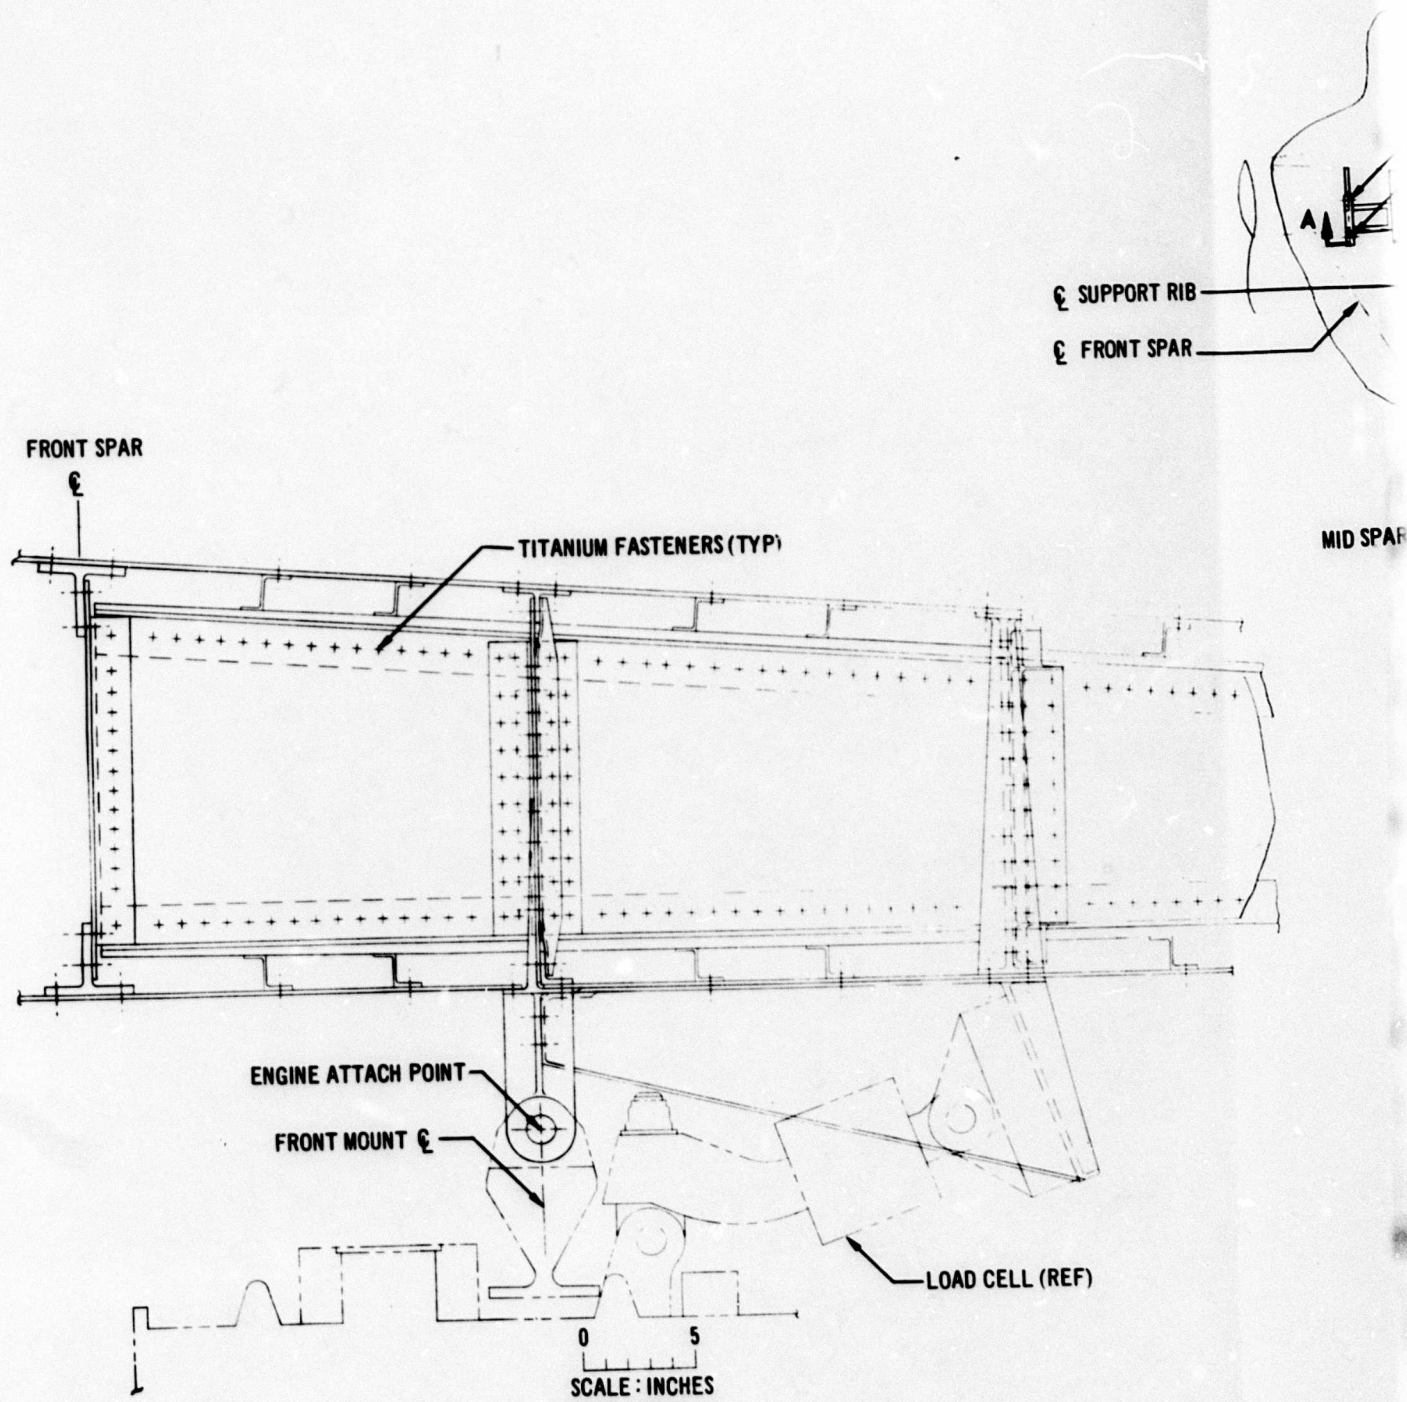 A
℄ SUPPORT RIB
℄ FRONT SPAR
FRONT SPAR
℄
TITANIUM FASTENERS (TYP)
MID SPAR
ENGINE ATTACH POINT
FRONT MOUNT ℄
LOAD CELL (REF)
0 5
SCALE : INCHES